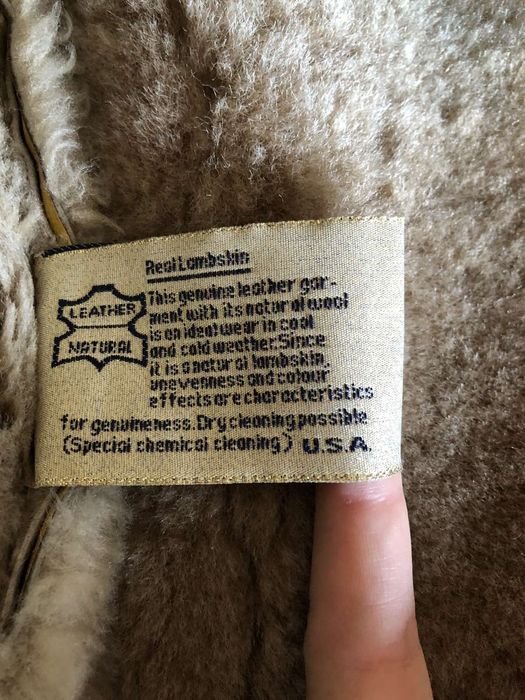 Real Lambskin
LEATHER
NATURAL
This genuine leather gar-
ment with its natural wool
is an ideal wear in cool
and cold weather. Since
it is a natural lambskin,
unevenness and colour
effects are characteristics
for genuineness. Dry cleaning possible
(Special chemical cleaning) U.S.A.